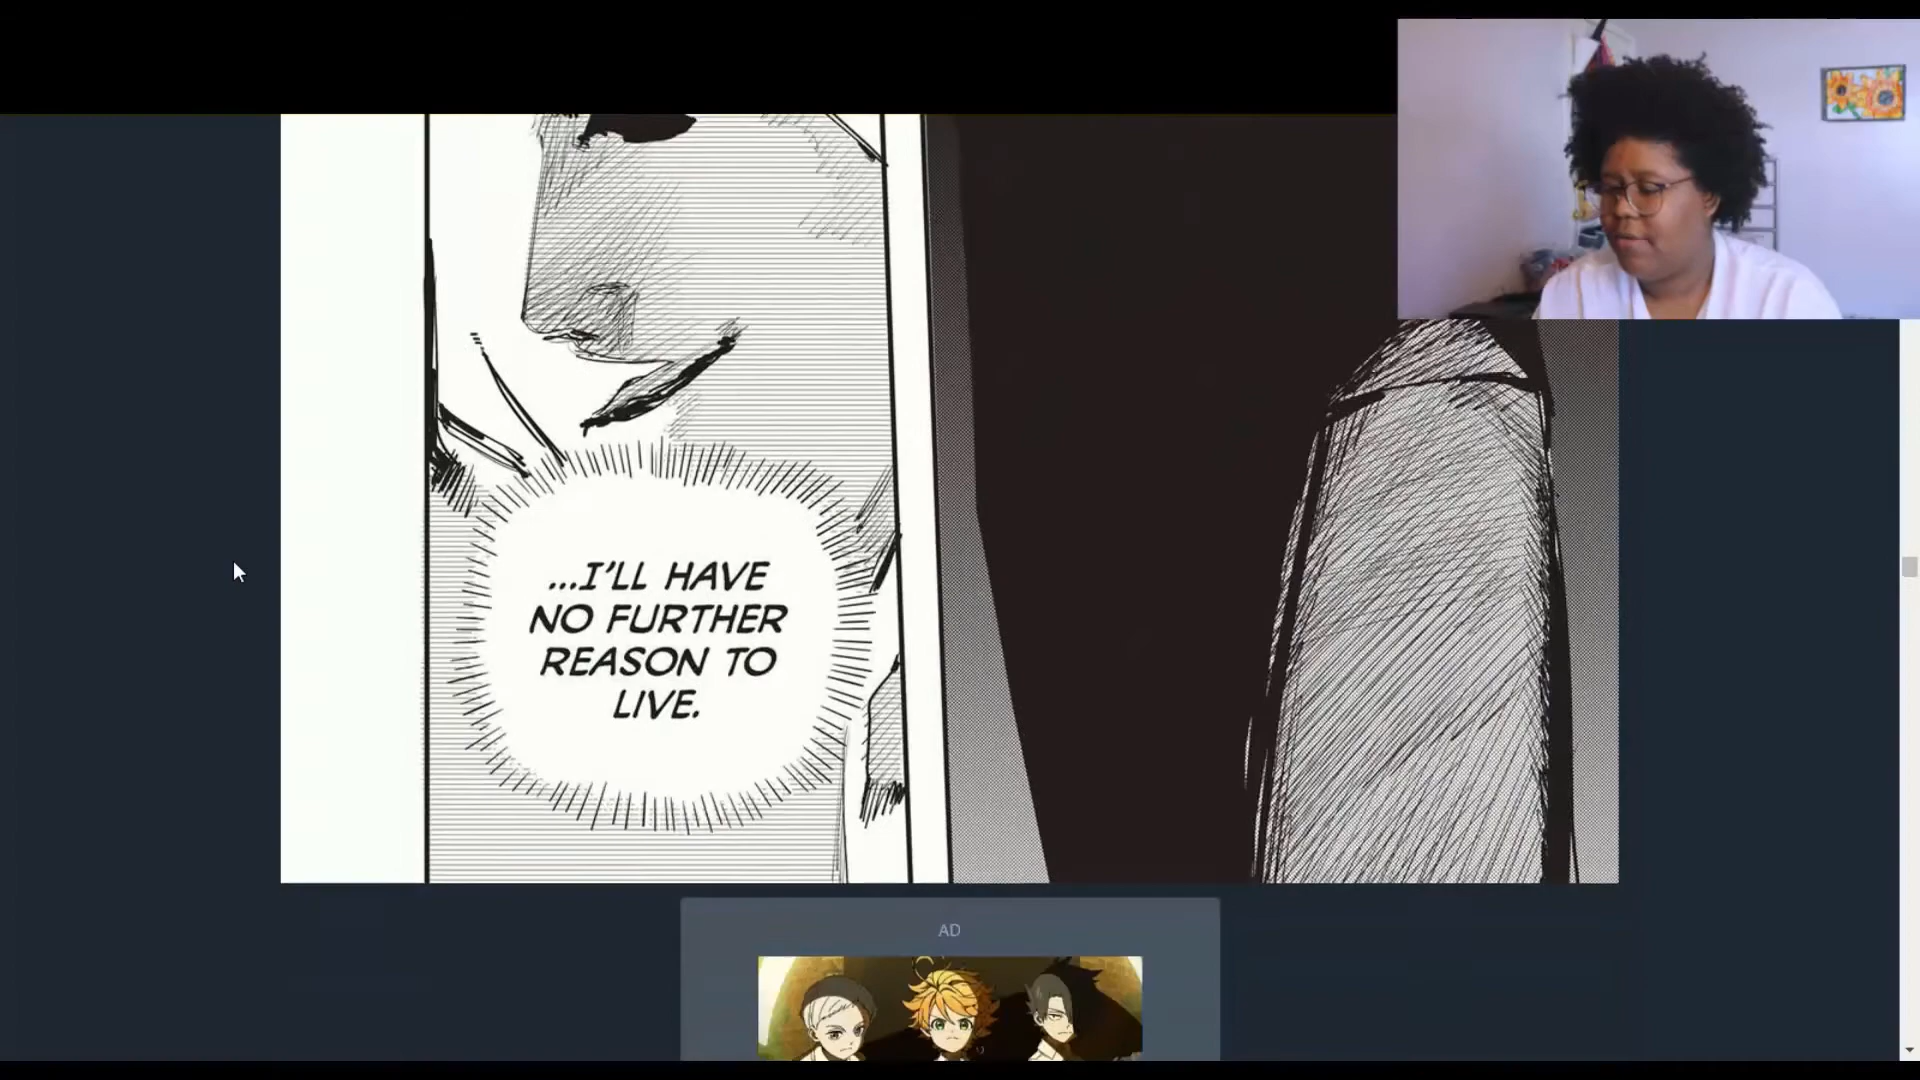 ...I'LL HAVE
NO FURTHER
REASON TO
LIVE.
AD